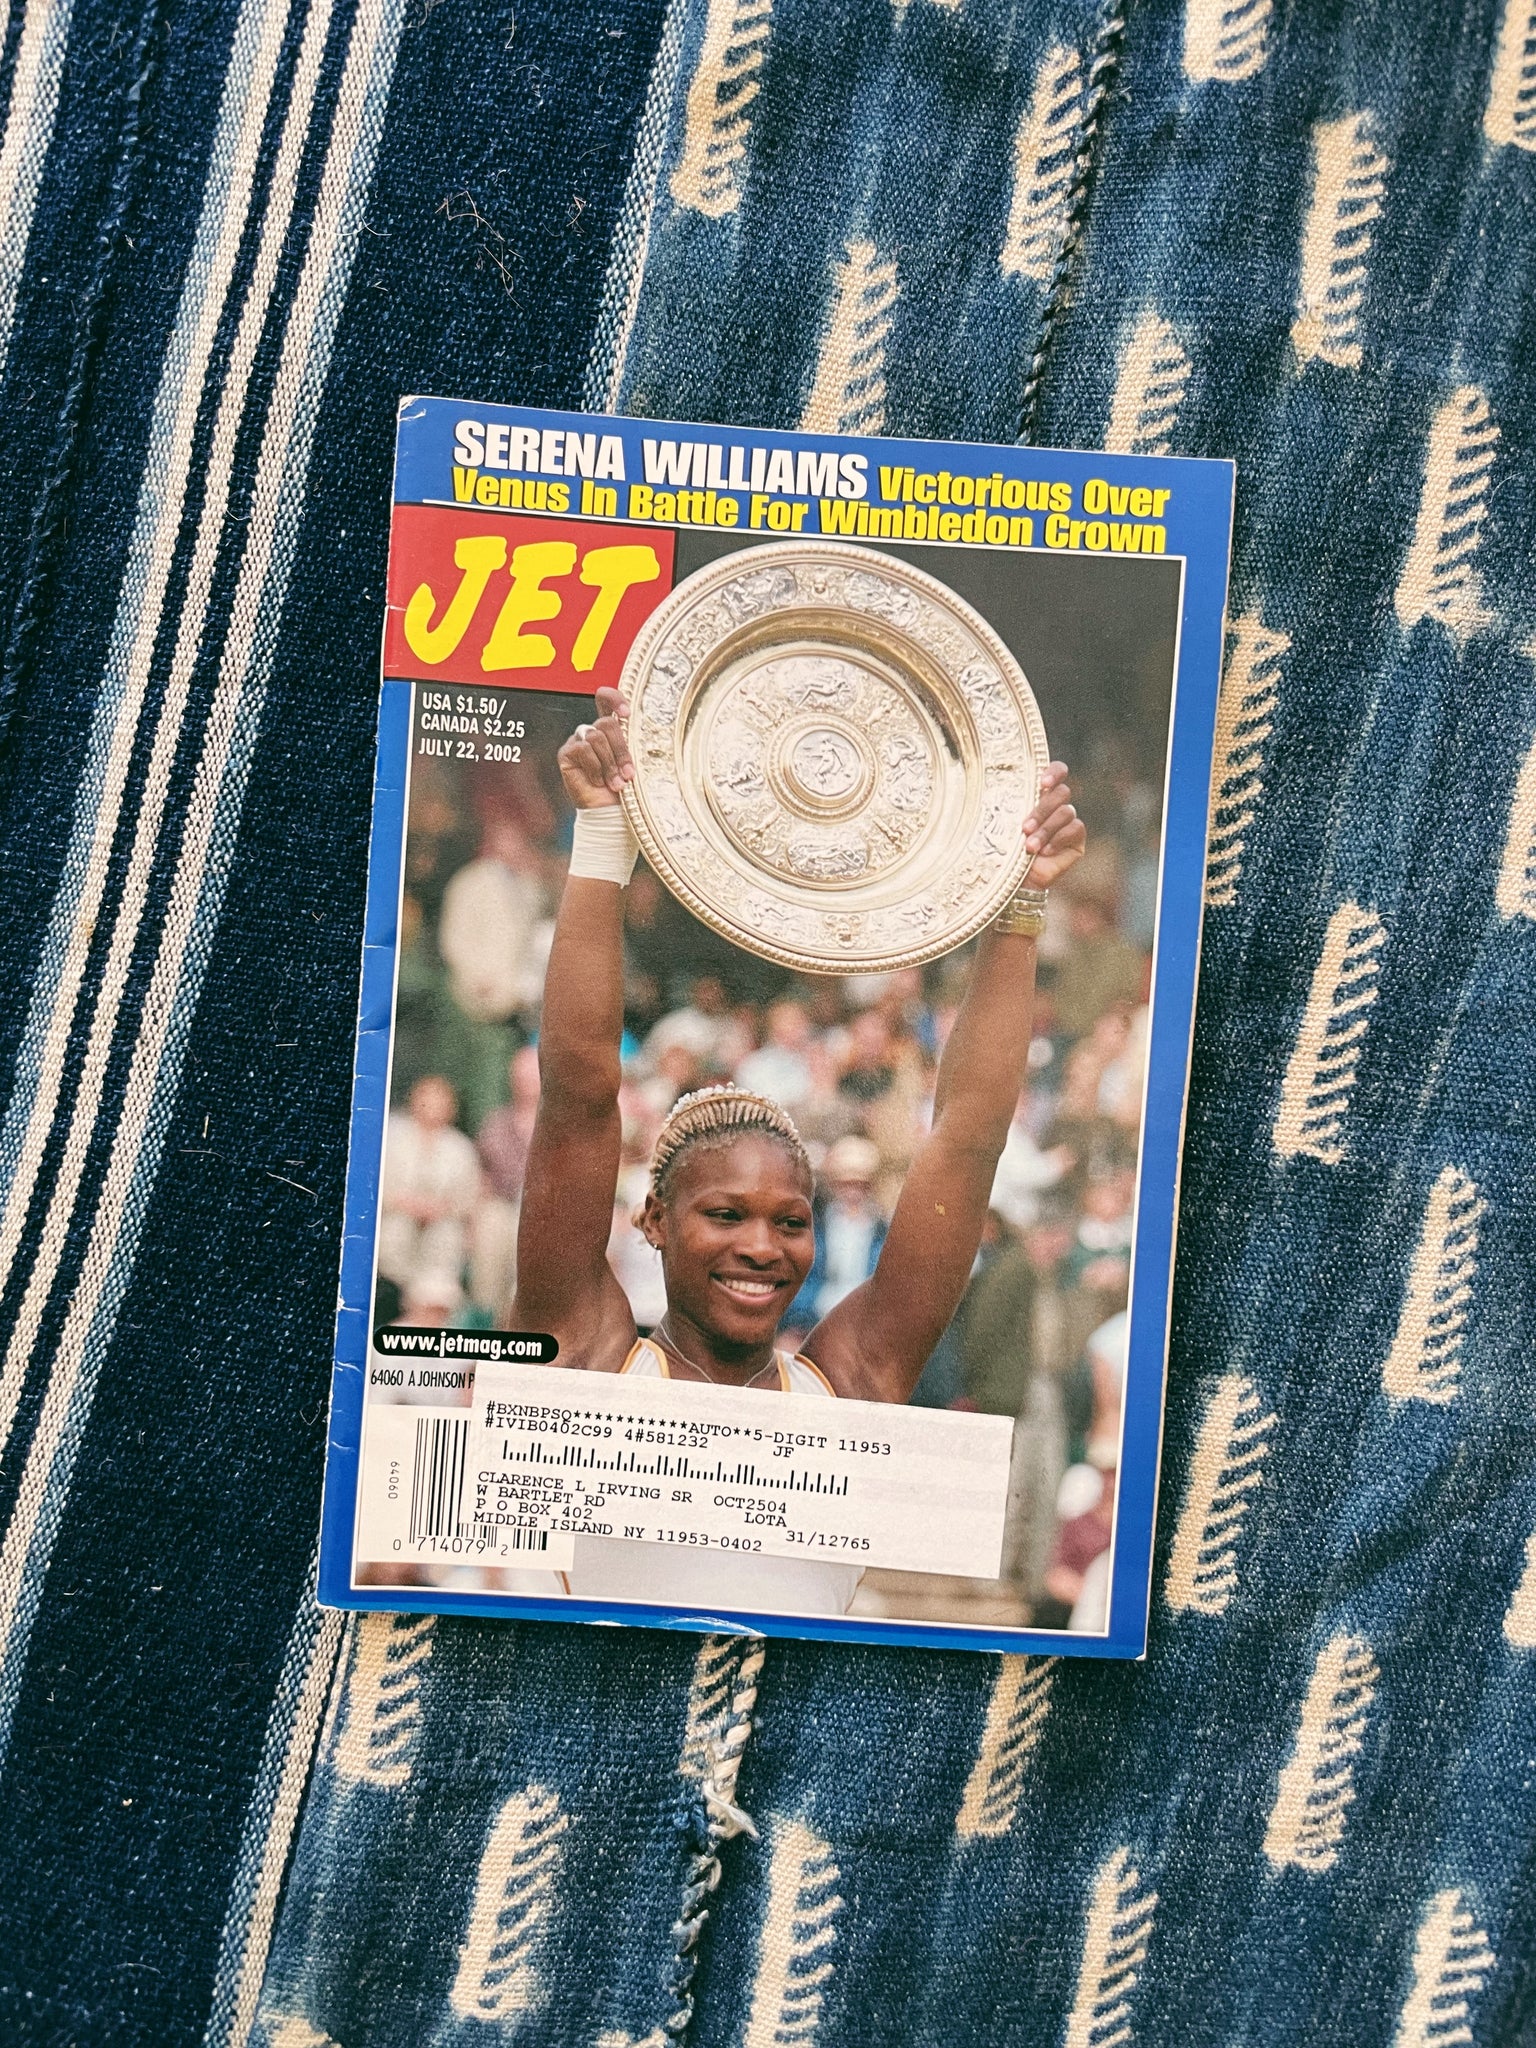 SERENA WILLIAMS Victorious Over
Venus In Battle For Wimbledon Crown
JET
USA $1.50/
CANADA $2.25
JULY 22, 2002
www.jetmag.com
64060 A JOHNSON P
#BXNBPSQ***********AUTO**5-DIGIT 11953
#IVIB0402C99 4#581232 JF
CLARENCE L IRVING SR OCT2504
W BARTLET RD
P O BOX 402 LOTA
MIDDLE ISLAND NY 11953-0402 31/12765
64060
0 714079 2